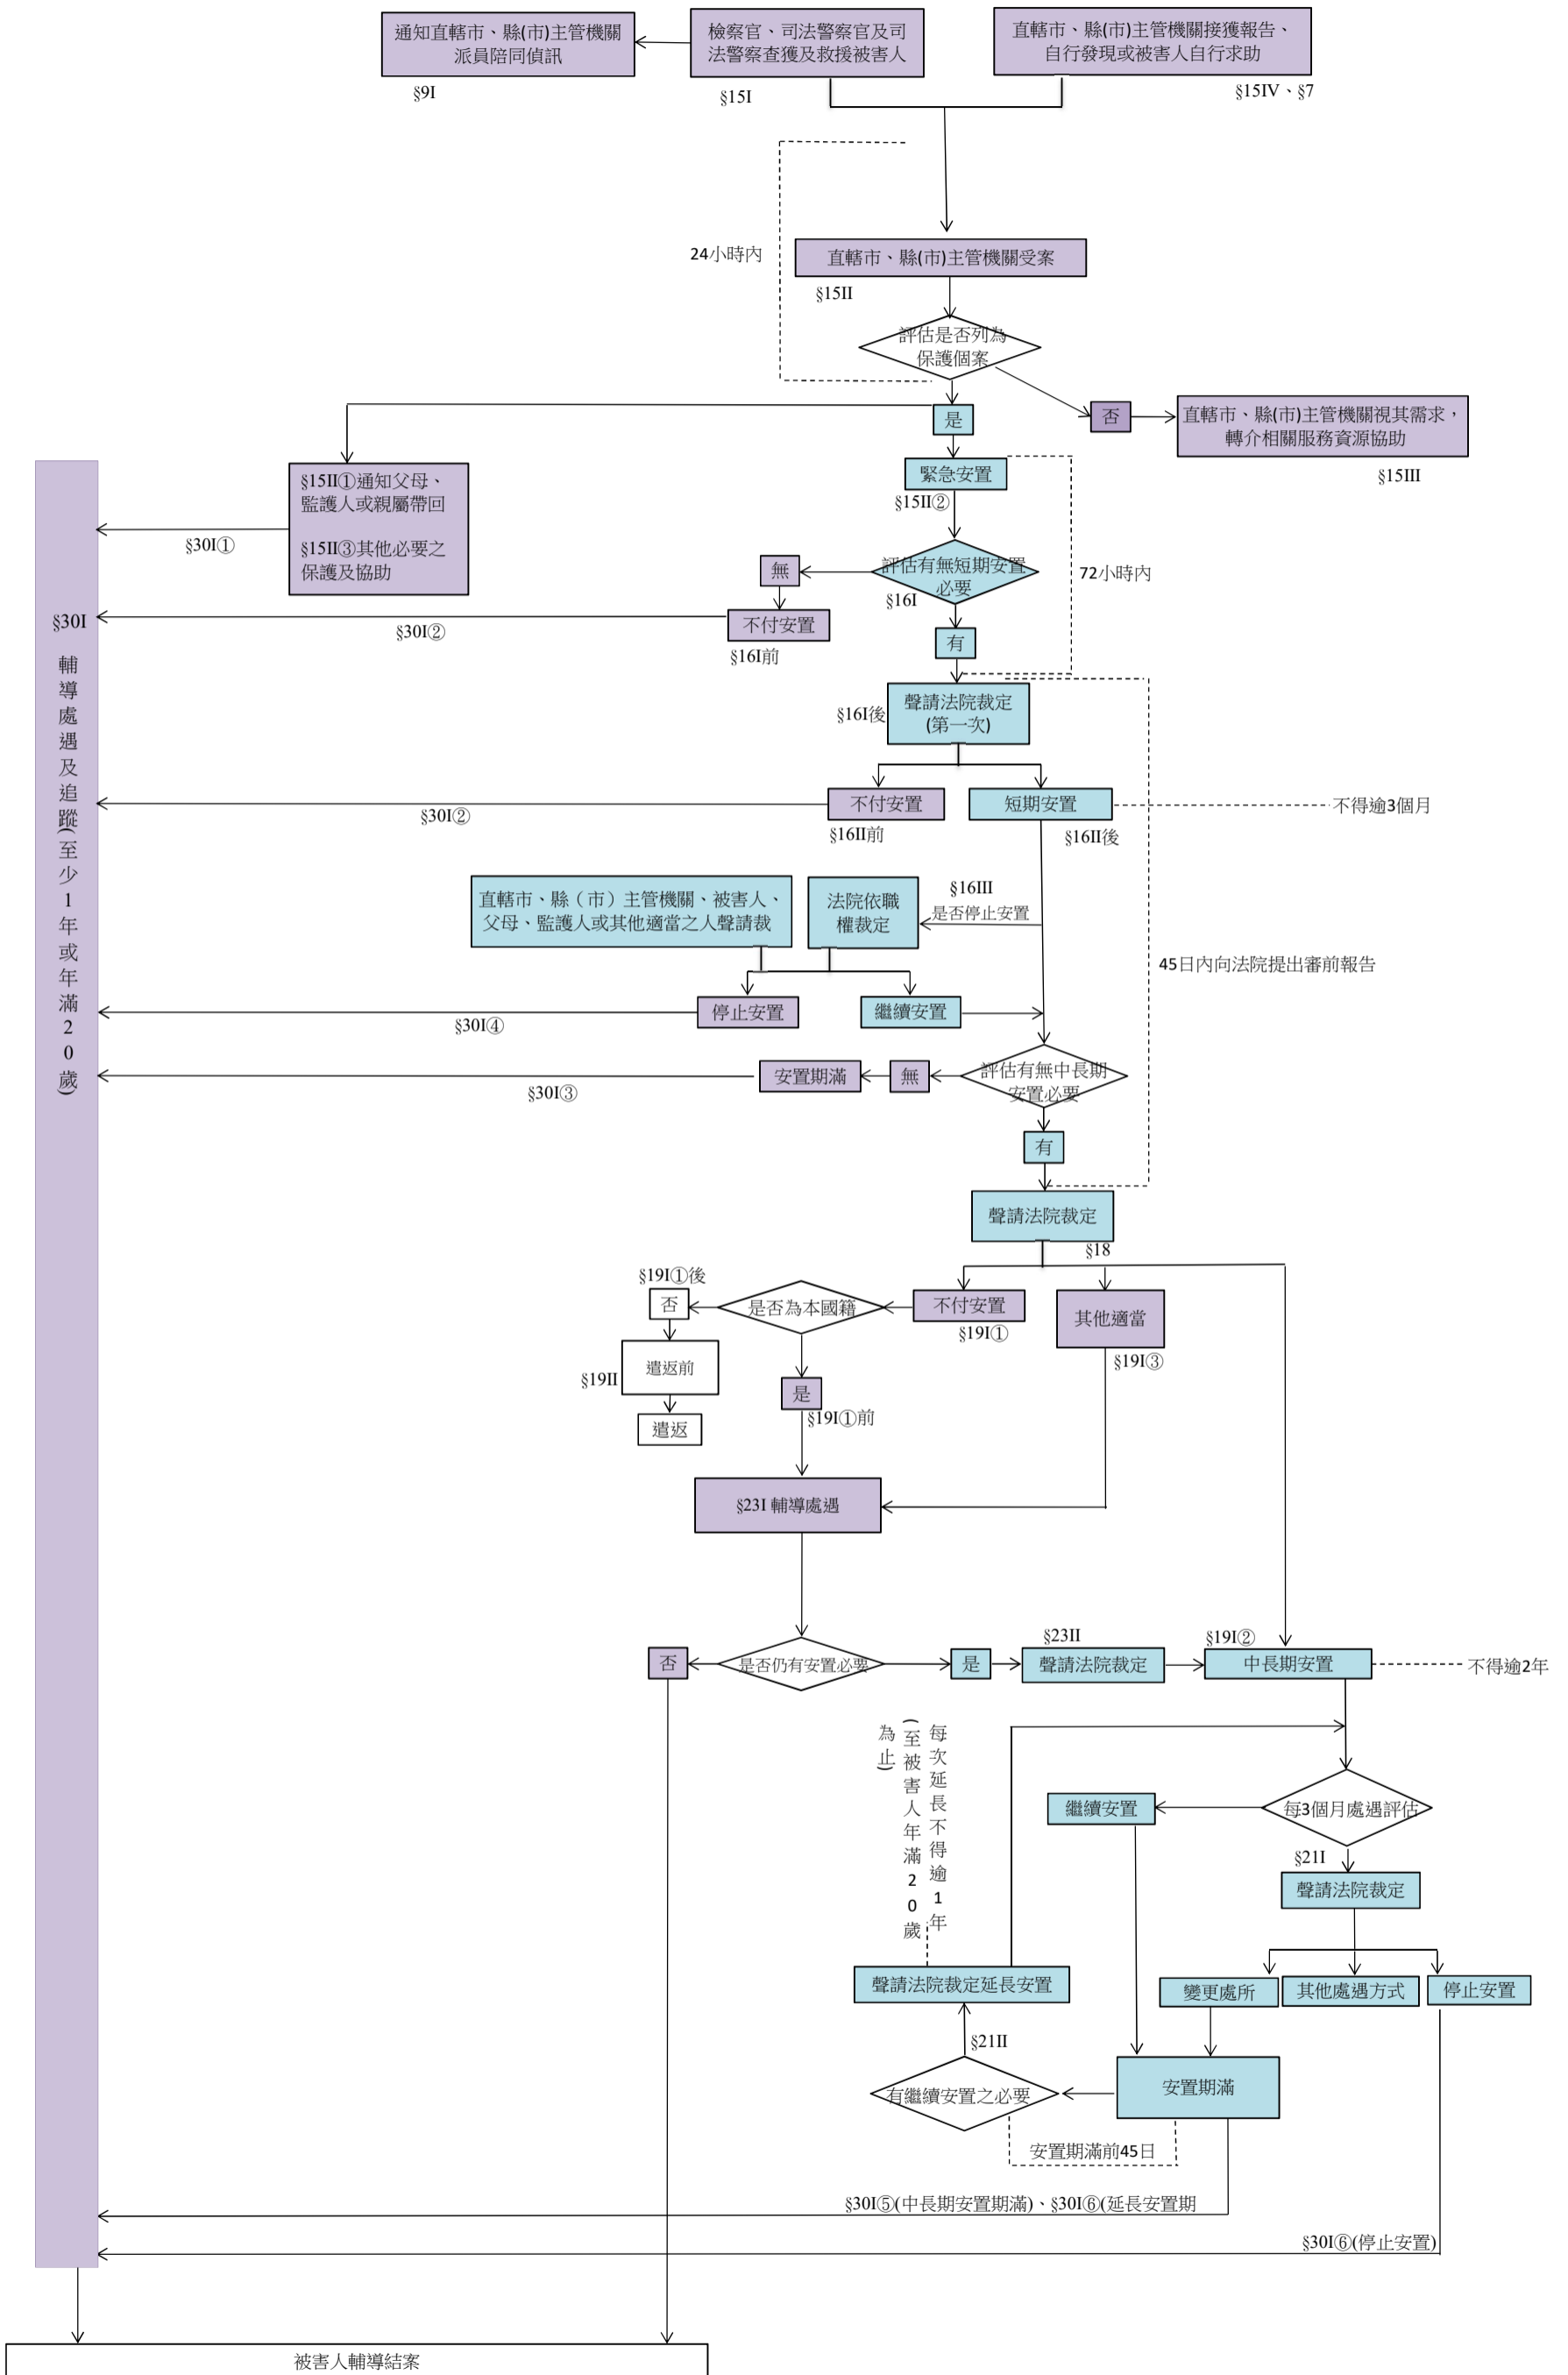 通知直轄市、縣(市)主管機關
派員陪同偵訊
§9I
檢察官、司法警察官及司
法警察查獲及救援被害人
§15I
直轄市、縣(市)主管機關接獲報告、
自行發現或被害人自行求助
§15IV、§7
24小時內
直轄市、縣(市)主管機關受案
§15II
評估是否列為
保護個案
是
否
直轄市、縣(市)主管機關視其需求，
轉介相關服務資源協助
§15III
§15II①通知父母、
監護人或親屬帶回
§15II③其他必要之
保護及協助
§30I①
緊急安置
§15II②
評估有無短期安置
必要
§16I
72小時內
無
不付安置
§16I前
§30I②
有
§30I
輔導處遇及追蹤(至少1年或年滿20歲)
聲請法院裁定
(第一次)
§16I後
不付安置
§16II前
§30I②
短期安置
§16II後
不得逾3個月
直轄市、縣（市）主管機關、被害人、
父母、監護人或其他適當之人聲請裁
法院依職
權裁定
§16III
是否停止安置
45日內向法院提出審前報告
停止安置
§30I④
繼續安置
評估有無中長期
安置必要
無
安置期滿
§30I③
有
聲請法院裁定
§18
不付安置
§19I①
其他適當
§19I③
是否為本國籍
§19I①後
否
§19II
遣返前
遣返
是
§19I①前
§23I 輔導處遇
是否仍有安置必要
否
是
§23II
聲請法院裁定
§19I②
中長期安置
不得逾2年
每次延長不得逾1年
(至被害人年滿20歲
為止)
每3個月處遇評估
繼續安置
§21I
聲請法院裁定
變更處所
其他處遇方式
停止安置
聲請法院裁定延長安置
§21II
有繼續安置之必要
安置期滿
安置期滿前45日
§30I⑤(中長期安置期滿)、§30I⑥(延長安置期
§30I⑥(停止安置)
被害人輔導結案